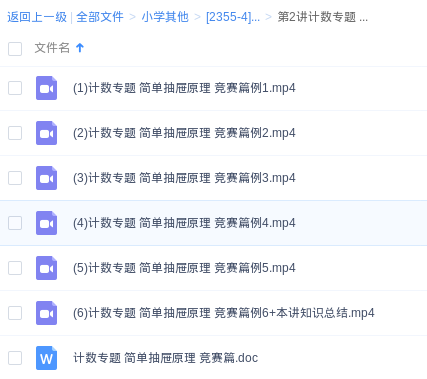 返回上一级 | 全部文件 > 小学其他 > [2355-4]... > 第2讲计数专题 ...
文件名
(1)计数专题 简单抽屉原理 竞赛篇例1.mp4
(2)计数专题 简单抽屉原理 竞赛篇例2.mp4
(3)计数专题 简单抽屉原理 竞赛篇例3.mp4
(4)计数专题 简单抽屉原理 竞赛篇例4.mp4
(5)计数专题 简单抽屉原理 竞赛篇例5.mp4
(6)计数专题 简单抽屉原理 竞赛篇例6+本讲知识总结.mp4
W 计数专题 简单抽屉原理 竞赛篇.doc